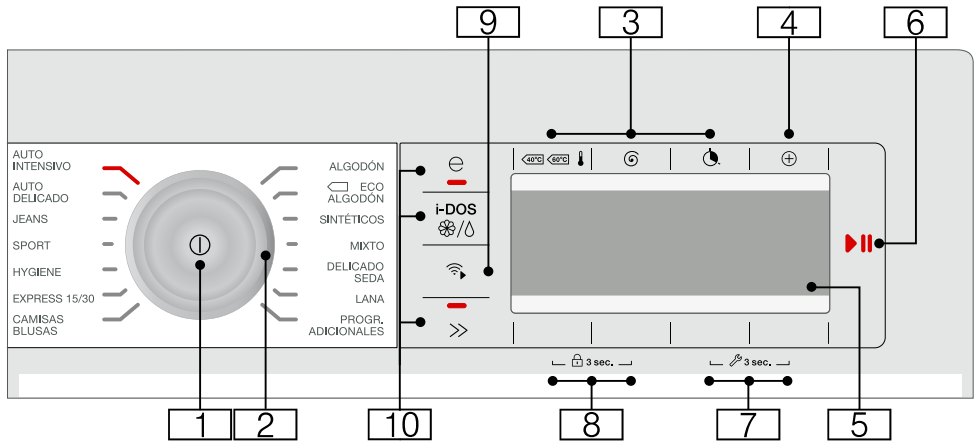 9
3
4
6
AUTO
INTENSIVO
AUTO
DELICADO
JEANS
SPORT
HYGIENE
EXPRESS 15/30
CAMISAS
BLUSAS
ALGODÓN
ECO
ALGODÓN
SINTÉTICOS
MIXTO
DELICADO
SEDA
LANA
PROGR.
ADICIONALES
e
i-DOS
40°C 60°C
3 sec.
3 sec.
1
2
10
8
7
5